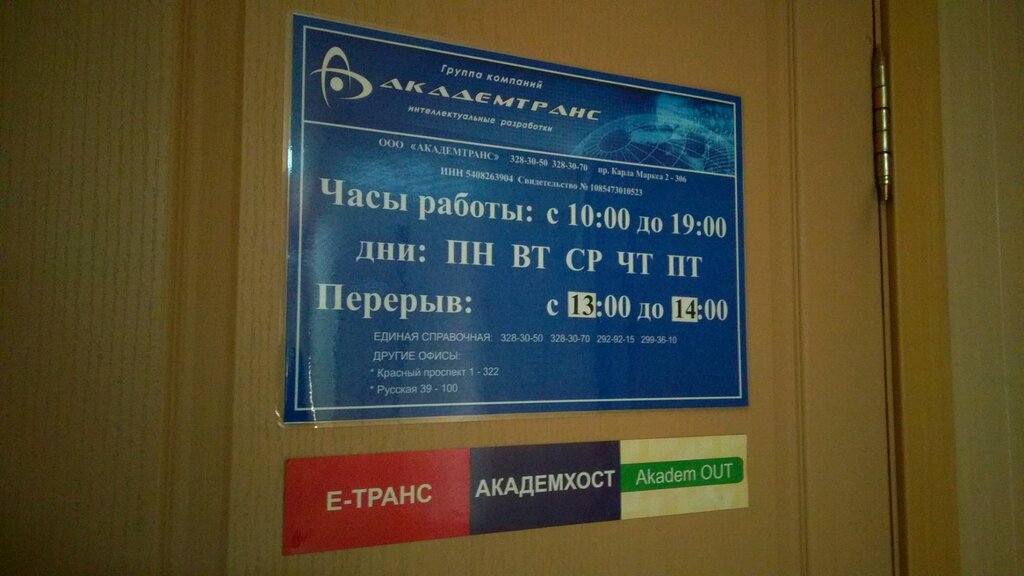 Группа компаний
АКАДЕМТРАНС
интеллектуальные разработки
ООО «АКАДЕМТРАНС» 328-30-50 328-30-70 пр. Карла Маркса 2 - 306
ИНН 5408263904 Свидетельство № 1085473010523
Часы работы: с 10:00 до 19:00
дни: ПН ВТ СР ЧТ ПТ
Перерыв: с 13:00 до 14:00
ЕДИНАЯ СПРАВОЧНАЯ: 328-30-50 328-30-70 292-92-15 299-36-10
ДРУГИЕ ОФИСЫ:
* Красный проспект 1 - 322
* Русская 39 - 100
Е-ТРАНС АКАДЕМХОСТ Akadem OUT